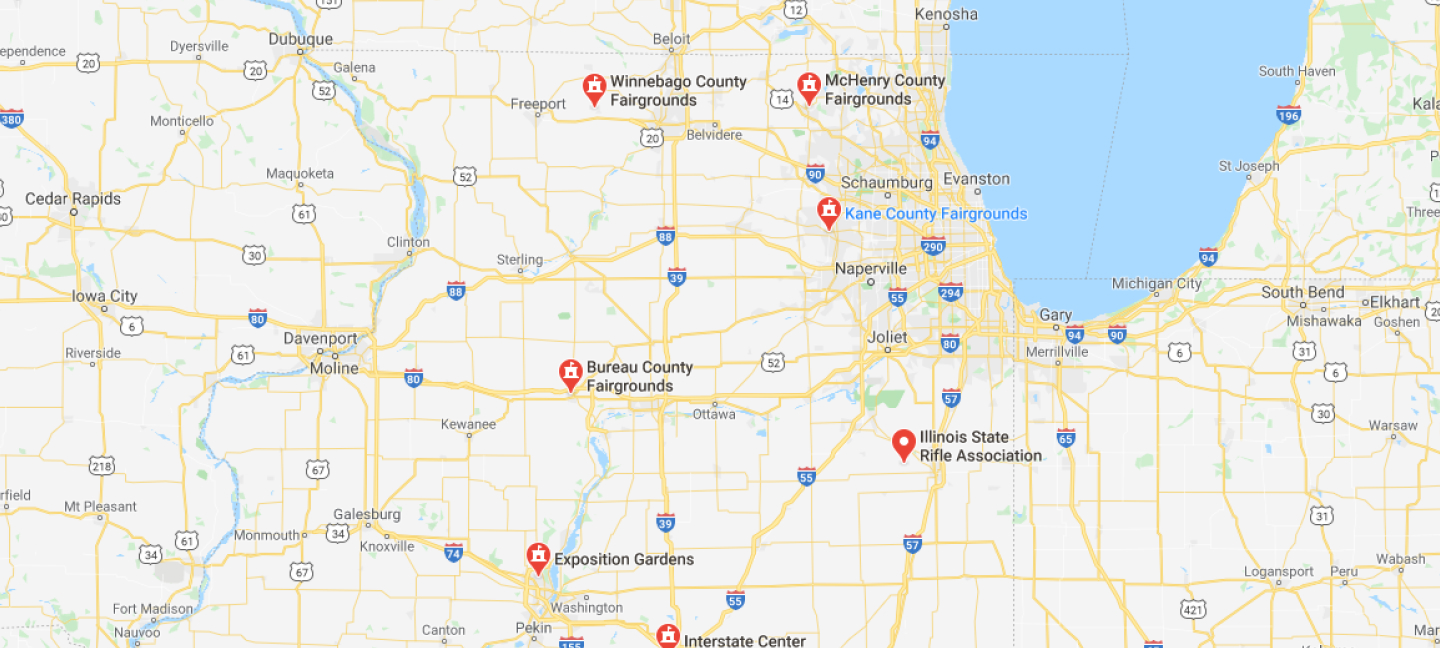 151
12
Kenosha
Dubuque
Beloit
ependence
20
Dyersville
20
Galena
52
South Haven
Winnebago County
Fairgrounds
McHenry County
Fairgrounds
14
Freeport
Kala
380
Monticello
20
Belvidere
94
196
Maquoketa
52
90
Schaumburg
Evanston
St Joseph
Cedar Rapids
61
Kane County Fairgrounds
Three
30
Clinton
88
290
94
Sterling
39
Naperville
Michigan City
Iowa City
88
55
294
South Bend
Elkhart
6
80
Gary
Mishawaka
Goshen
Davenport
61
Joliet
80
94
90
Riverside
Moline
52
Merrillville
6
31
6
80
Bureau County
Fairgrounds
57
Ottawa
30
Kewanee
65
Warsaw
Illinois State
Rifle Association
218
67
55
rfield
Mt Pleasant
Galesburg
39
31
61
Monmouth
34
Knoxville
34
74
57
Exposition Gardens
Wabash
67
Logansport
Peru
55
Fort Madison
Washington
421
Nauvoo
Canton
Pekin
Interstate Center
155
Mar